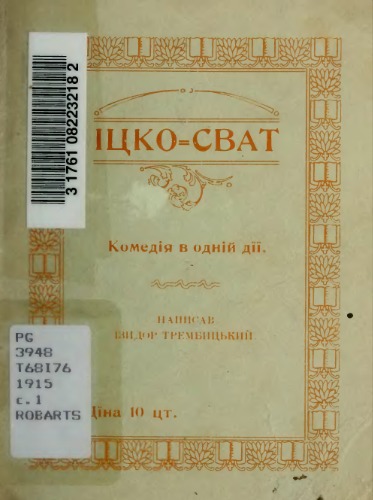 ІЦКО=СВАТ
Комедія в одній дії.
НАПИСАВ
ТРЕМБИЦЬКИЙ
Ціна 10 цт.
3 1761 08223218 2
PG
3948
T68I76
1915
c. 1
ROBARTS